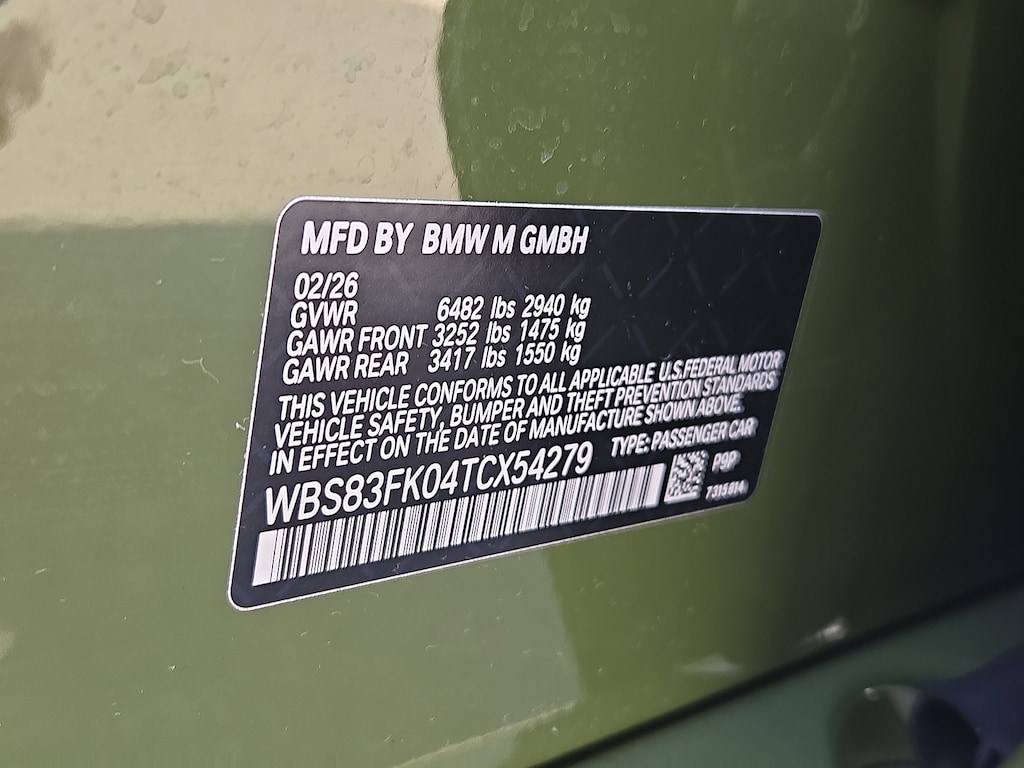 MFD BY BMW M GMBH
02/26
GVWR 6482 lbs 2940 kg
GAWR FRONT 3252 lbs 1475 kg
GAWR REAR 3417 lbs 1550 kg
THIS VEHICLE CONFORMS TO ALL APPLICABLE U.S.FEDERAL MOTOR
VEHICLE SAFETY, BUMPER AND THEFT PREVENTION STANDARDS
IN EFFECT ON THE DATE OF MANUFACTURE SHOWN ABOVE.
WBS83FK04TCX54279 TYPE: PASSENGER CAR
P9P
7315614